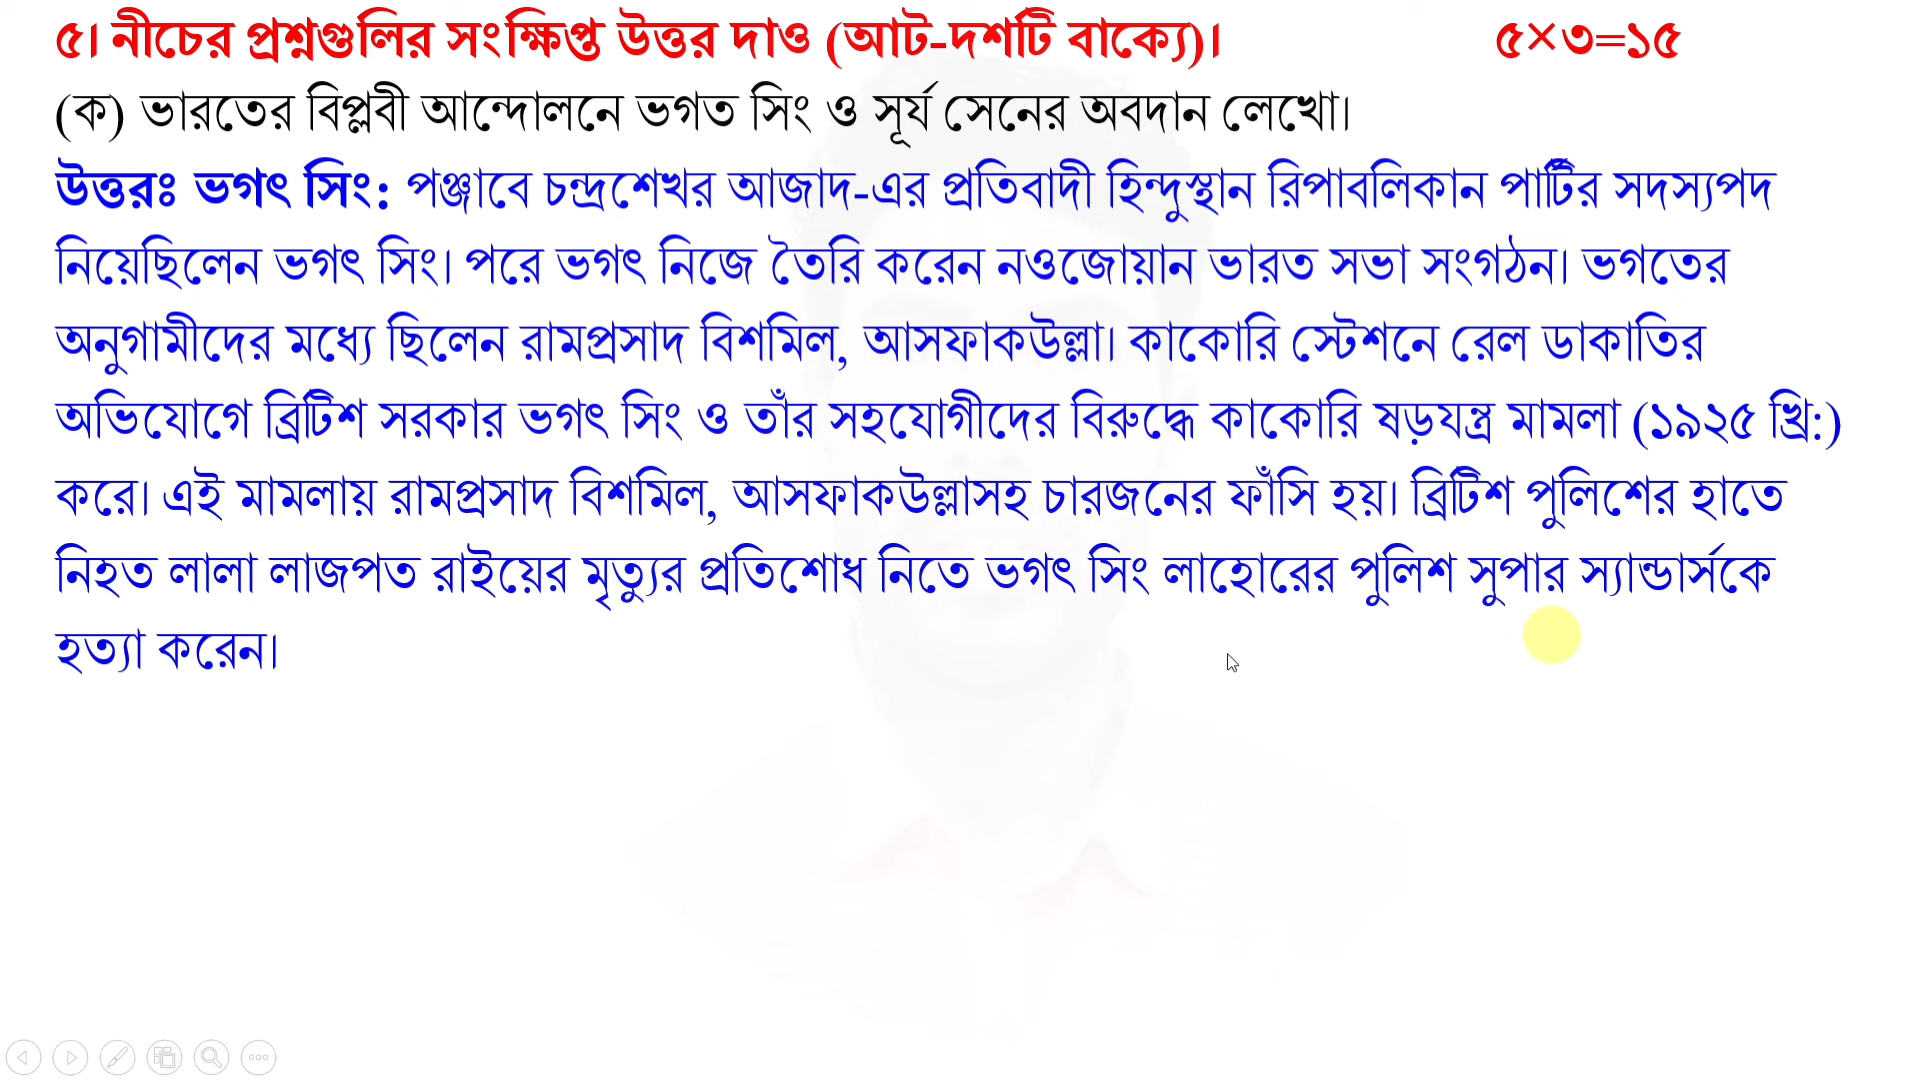 ৫। নীচের প্রশ্নগুলির সংক্ষিপ্ত উত্তর দাও (আট-দশটি বাক্যে)। ৫×৩=১৫
(ক) ভারতের বিপ্লবী আন্দোলনে ভগত সিং ও সূর্য সেনের অবদান লেখো।
উত্তরঃ ভগৎ সিং: পঞ্জাবে চন্দ্রশেখর আজাদ-এর প্রতিবাদী হিন্দুস্থান রিপাবলিকান পার্টির সদস্যপদ
নিয়েছিলেন ভগৎ সিং। পরে ভগৎ নিজে তৈরি করেন নওজোয়ান ভারত সভা সংগঠন। ভগতের
অনুগামীদের মধ্যে ছিলেন রামপ্রসাদ বিশমিল, আসফাকউল্লা। কাকোরি স্টেশনে রেল ডাকাতির
অভিযোগে ব্রিটিশ সরকার ভগৎ সিং ও তাঁর সহযোগীদের বিরুদ্ধে কাকোরি ষড়যন্ত্র মামলা (১৯২৫ খ্রি:)
করে। এই মামলায় রামপ্রসাদ বিশমিল, আসফাকউল্লাসহ চারজনের ফাঁসি হয়। ব্রিটিশ পুলিশের হাতে
নিহত লালা লাজপত রাইয়ের মৃত্যুর প্রতিশোধ নিতে ভগৎ সিং লাহোরের পুলিশ সুপার স্যান্ডার্সকে
হত্যা করেন।